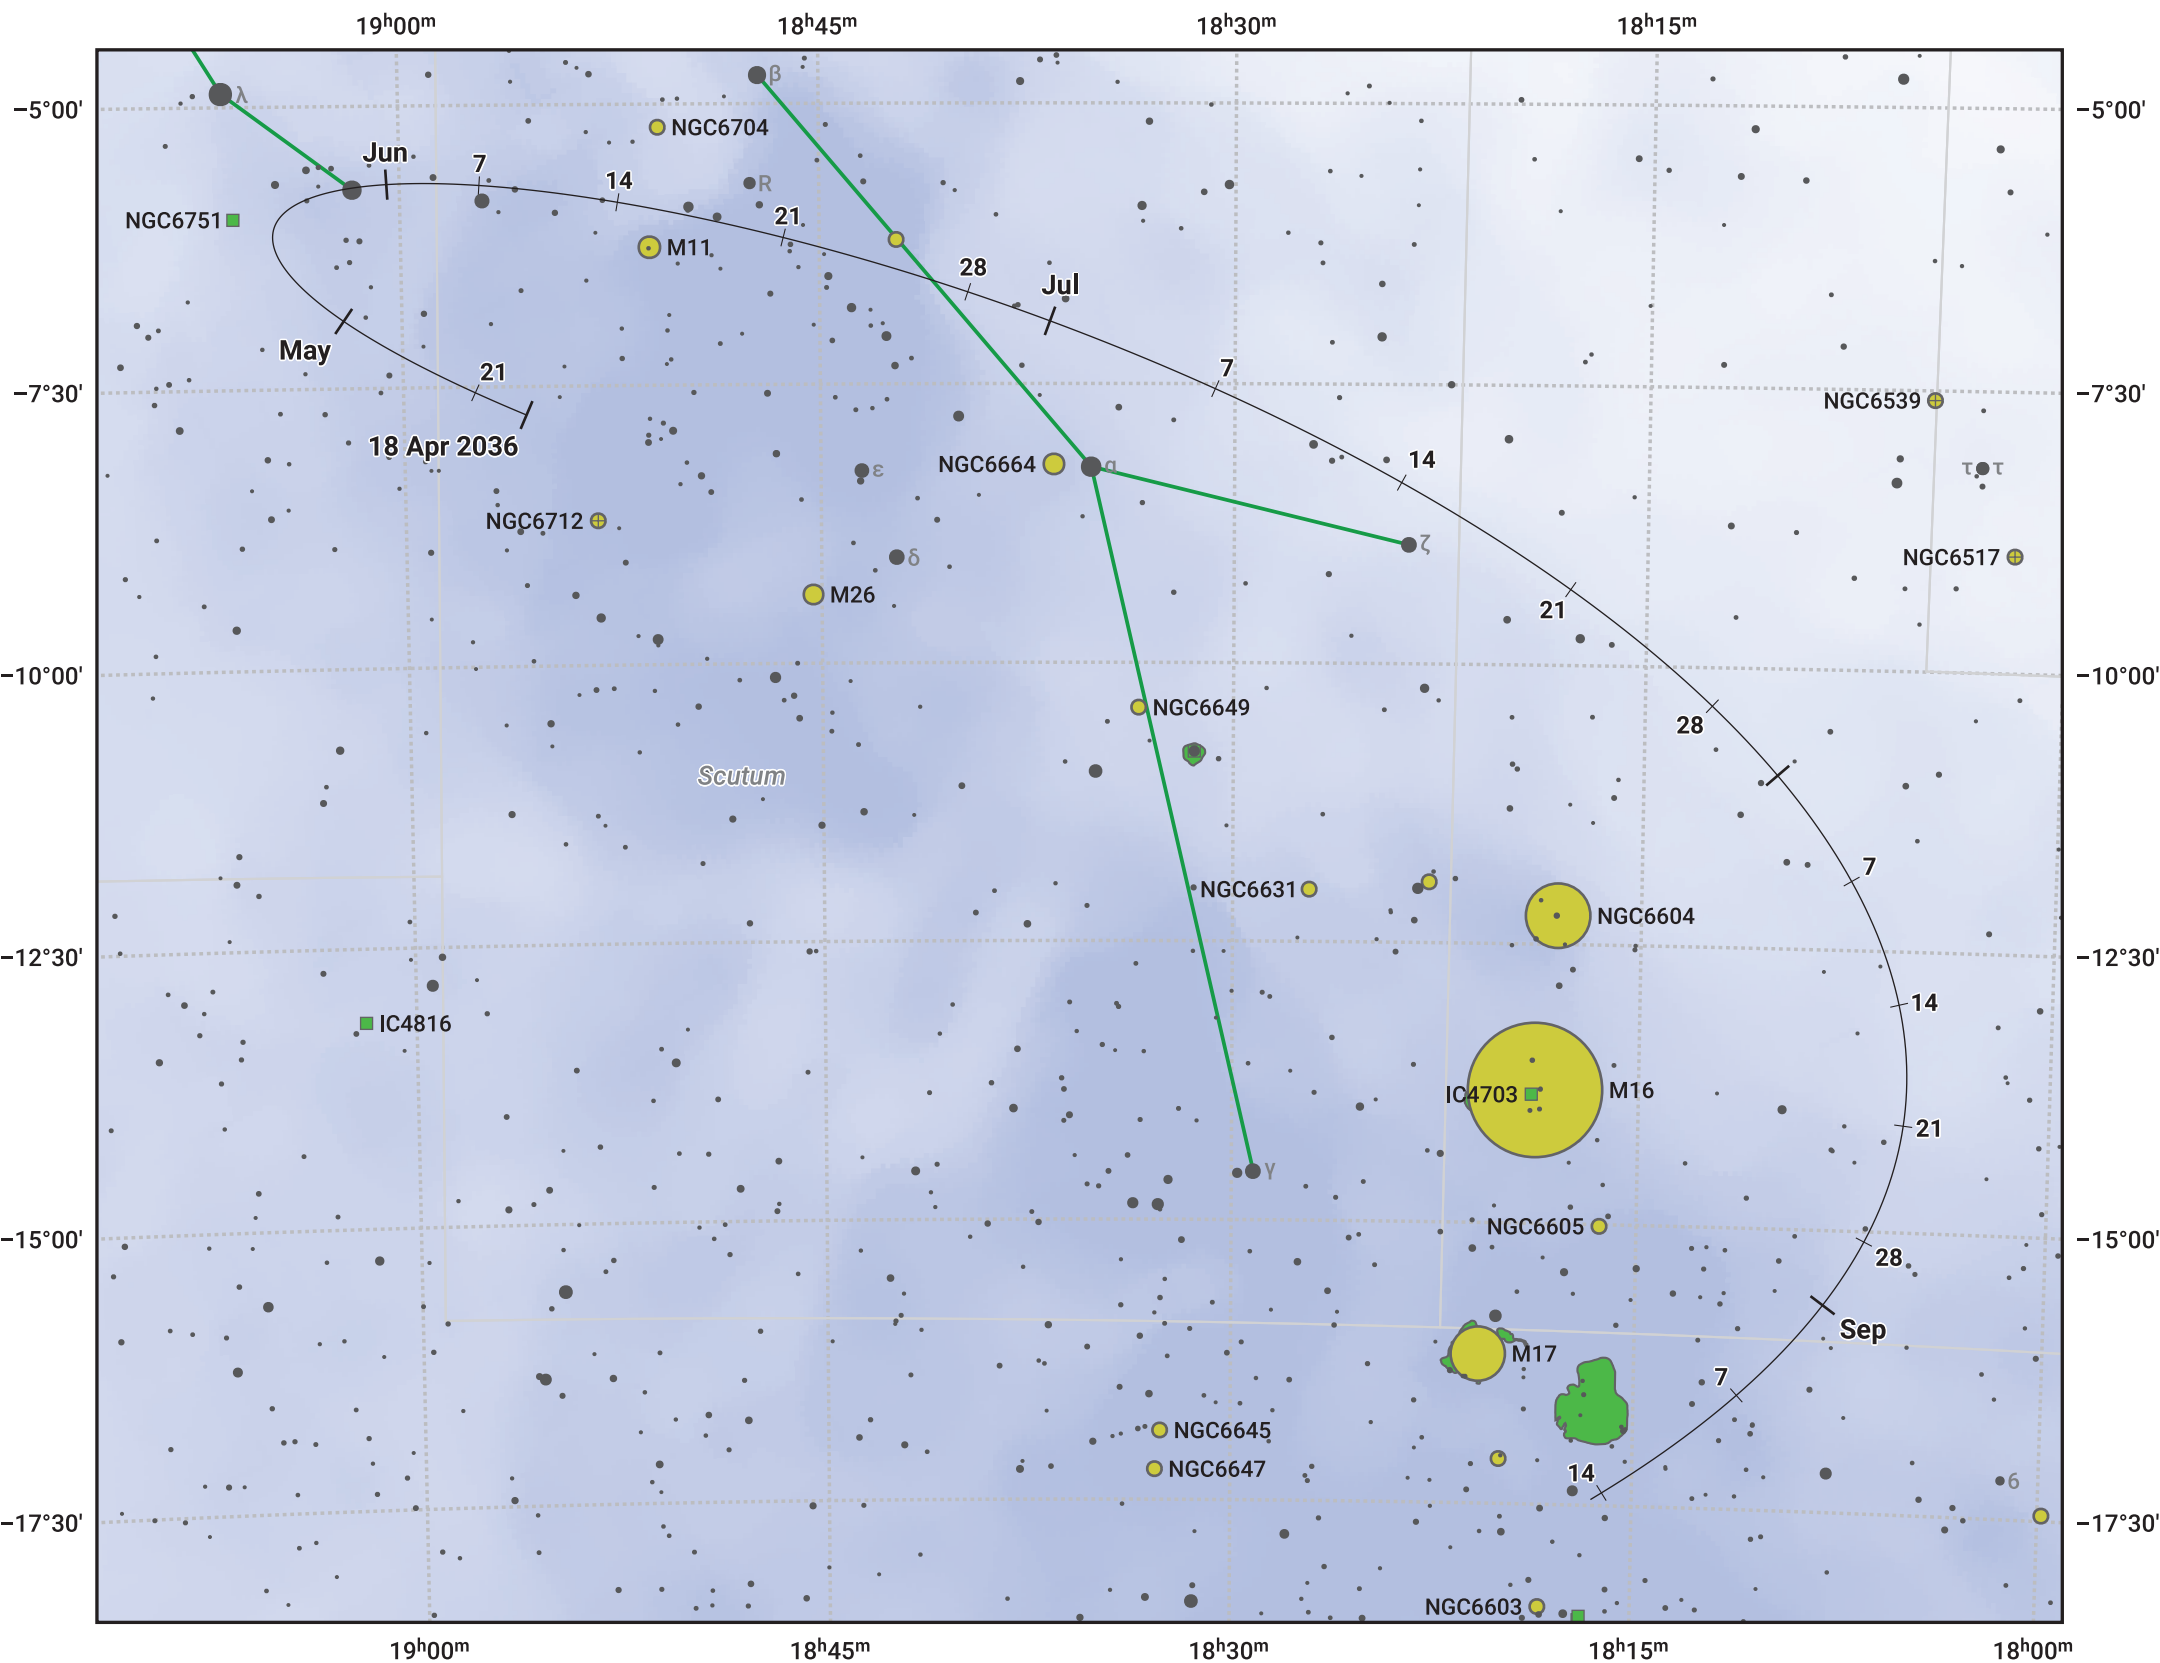 19ʰ00ᵐ 18ʰ45ᵐ 18ʰ30ᵐ 18ʰ15ᵐ
β
λ
−5°00' −5°00'
NGC6704
Jun
7
14
R
NGC6751
21
M11
28
Jul
May
21
7
−7°30' −7°30'
NGC6539
18 Apr 2036
14
NGC6664
α
ε
τ τ
NGC6712
ζ
δ
NGC6517
M26
21
−10°00' −10°00'
NGC6649
28
Scutum
7
NGC6631
NGC6604
−12°30' −12°30'
14
IC4816
IC4703
M16
21
γ
NGC6605
−15°00' −15°00'
28
Sep
M17
7
NGC6645
NGC6647
14
6
−17°30' −17°30'
NGC6603
19ʰ00ᵐ 18ʰ45ᵐ 18ʰ30ᵐ 18ʰ15ᵐ 18ʰ00ᵐ